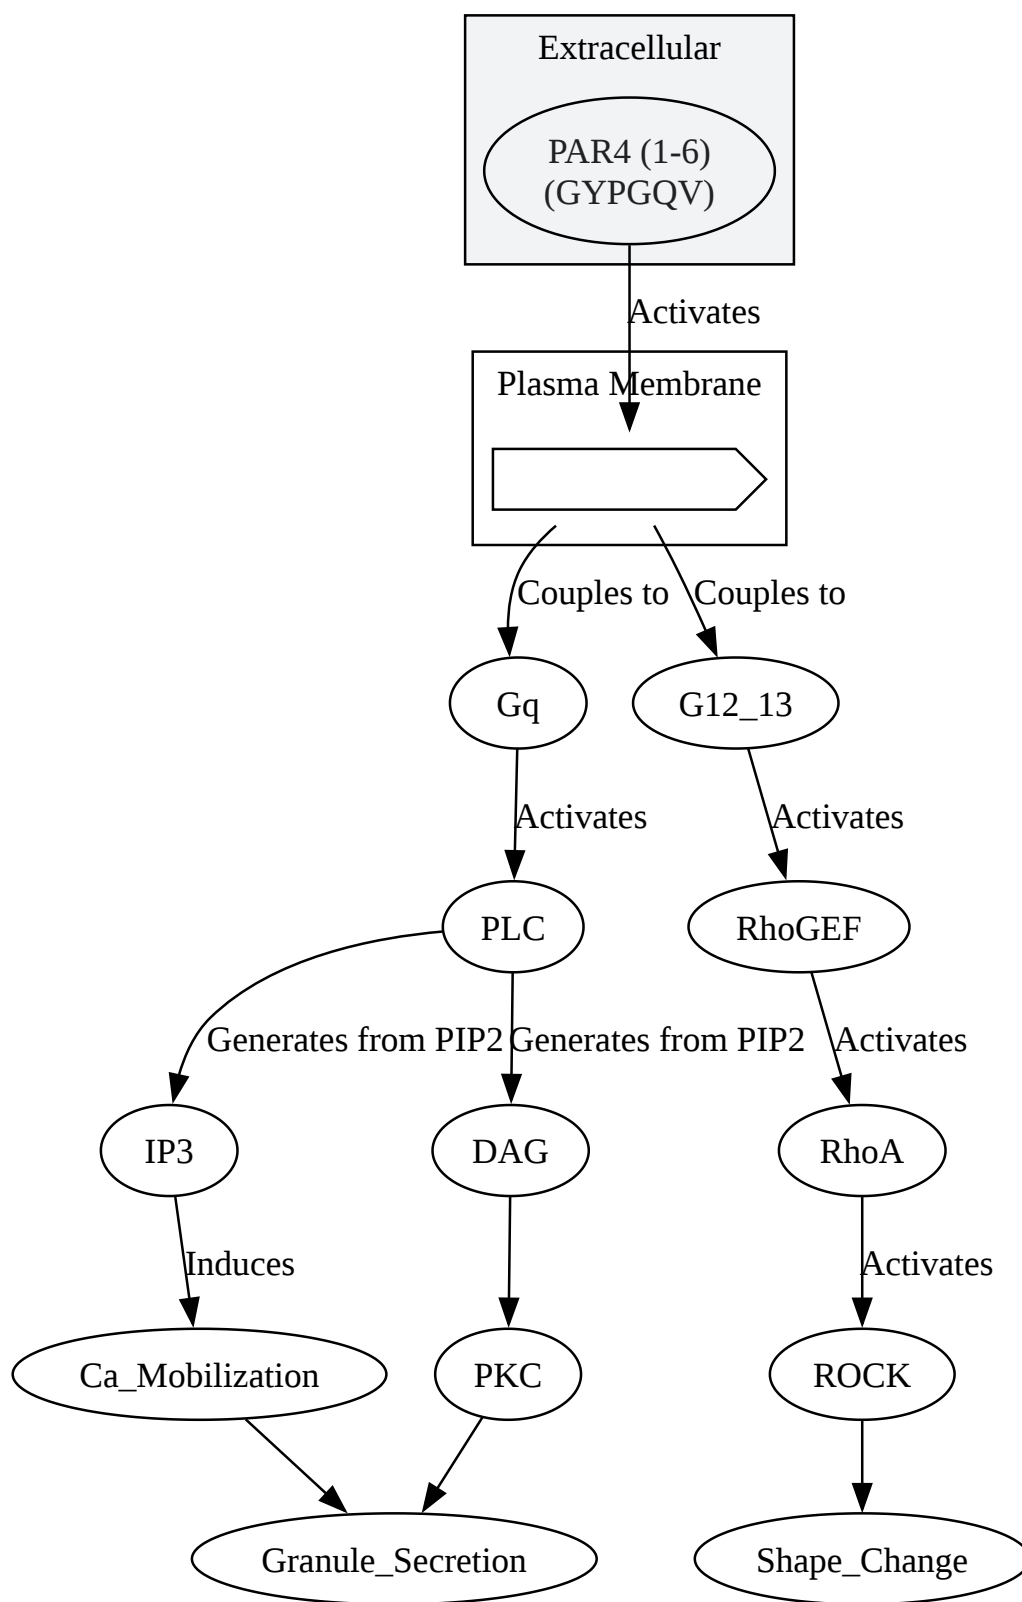 Extracellular
PAR4 (1-6)
(GYPGQV)
Activates
Plasma Membrane
Couples to
Couples to
Gq
G12_13
Activates
Activates
PLC
RhoGEF
Generates from PIP2
Generates from PIP2
Activates
IP3
DAG
RhoA
Induces
Activates
Ca_Mobilization
PKC
ROCK
Granule_Secretion
Shape_Change